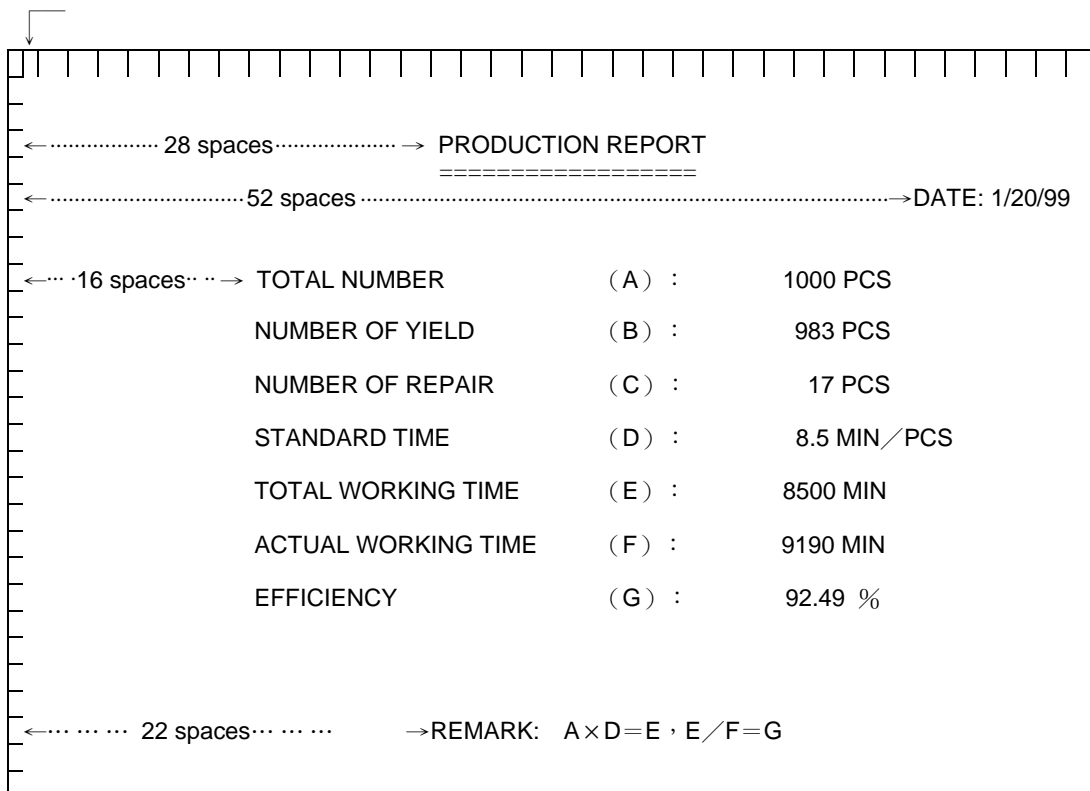 ←·················· 28 spaces···················· → PRODUCTION REPORT
==================
←································52 spaces ························································································→DATE: 1/20/99
←··· ·16 spaces·· ·· → TOTAL NUMBER （A）： 1000 PCS
NUMBER OF YIELD （B）： 983 PCS
NUMBER OF REPAIR （C）： 17 PCS
STANDARD TIME （D）： 8.5 MIN／PCS
TOTAL WORKING TIME （E）： 8500 MIN
ACTUAL WORKING TIME （F）： 9190 MIN
EFFICIENCY （G）： 92.49 ％
←··· ··· ··· 22 spaces··· ··· ··· →REMARK: A×D＝E，E／F＝G